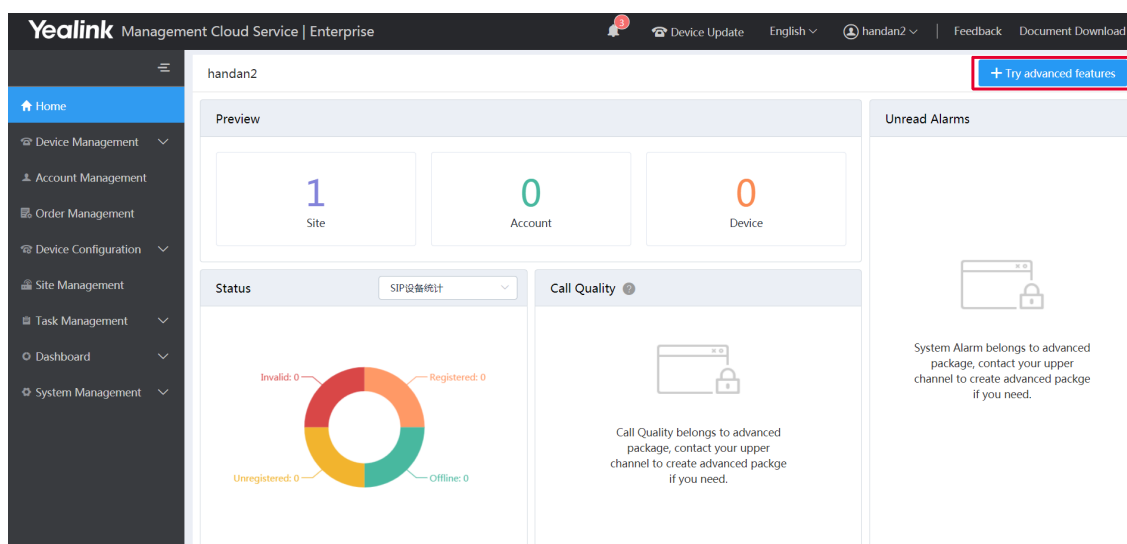 Yealink Management Cloud Service | Enterprise
3
Device Update
English
handan2
|
Feedback
Document Download
handan2
Try advanced features
Home
Device Management
Account Management
Order Management
Device Configuration
Site Management
Task Management
Dashboard
System Management
Preview
1
Site
0
Account
0
Device
Status
SIP设备统计
Invalid: 0
Registered: 0
Unregistered: 0
Offline: 0
Call Quality ?
Call Quality belongs to advanced
package, contact your upper
channel to create advanced packge
if you need.
Unread Alarms
System Alarm belongs to advanced
package, contact your upper
channel to create advanced packge
if you need.